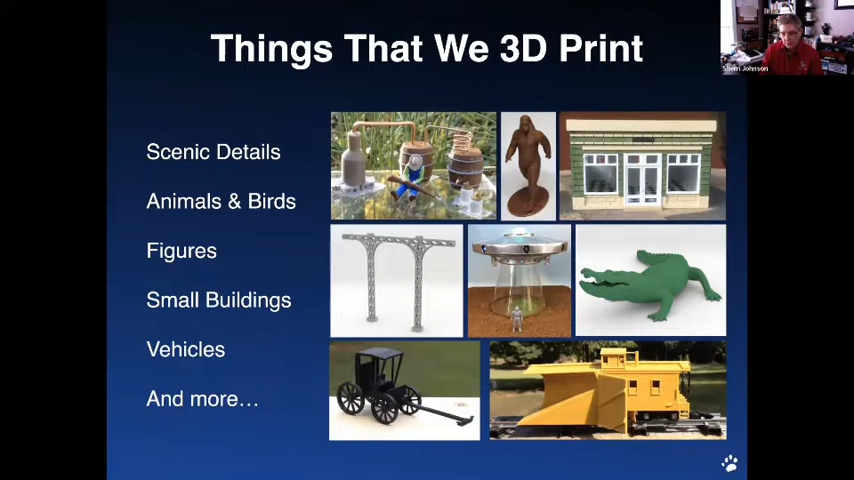 Things That We 3D Print
Sherri Johnson
Scenic Details
Animals & Birds
Figures
Small Buildings
Vehicles
And more…